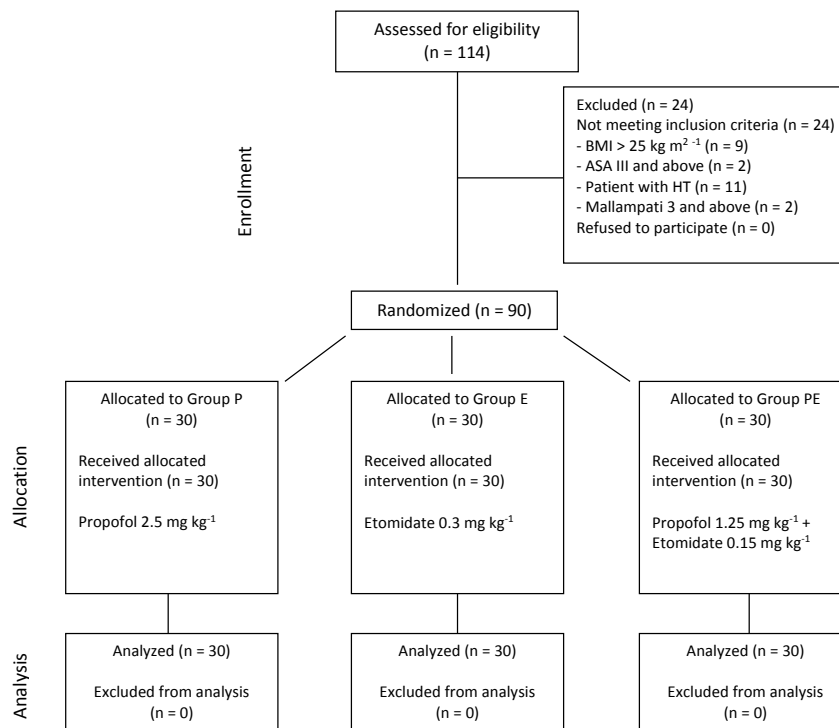 Assessed for eligibility
(n = 114)
Enrollment
Excluded (n = 24)
Not meeting inclusion criteria (n = 24)
- BMI > 25 kg m² ⁻¹ (n = 9)
- ASA III and above (n = 2)
- Patient with HT (n = 11)
- Mallampati 3 and above (n = 2)
Refused to participate (n = 0)
Randomized (n = 90)
Allocation
Allocated to Group P
(n = 30)
Received allocated
intervention (n = 30)
Propofol 2.5 mg kg⁻¹
Allocated to Group E
(n = 30)
Received allocated
intervention (n = 30)
Etomidate 0.3 mg kg⁻¹
Allocated to Group PE
(n = 30)
Received allocated
intervention (n = 30)
Propofol 1.25 mg kg⁻¹ +
Etomidate 0.15 mg kg⁻¹
Analysis
Analyzed (n = 30)
Excluded from analysis
(n = 0)
Analyzed (n = 30)
Excluded from analysis
(n = 0)
Analyzed (n = 30)
Excluded from analysis
(n = 0)